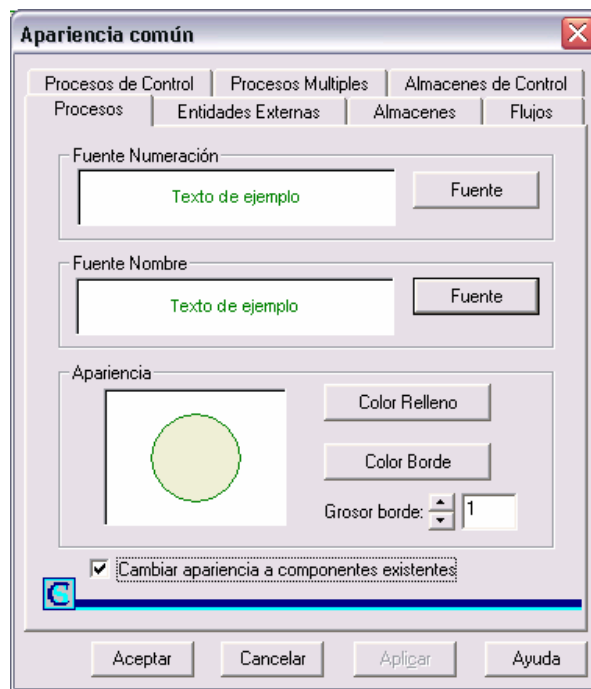 Apariencia común
Procesos de Control Procesos Multiples Almacenes de Control
Procesos Entidades Externas Almacenes Flujos
Fuente Numeración
Texto de ejemplo Fuente
Fuente Nombre
Texto de ejemplo Fuente
Apariencia
Color Relleno
Color Borde
Grosor borde: 1
Cambiar apariencia a componentes existentes
CS
Aceptar Cancelar Aplicar Ayuda